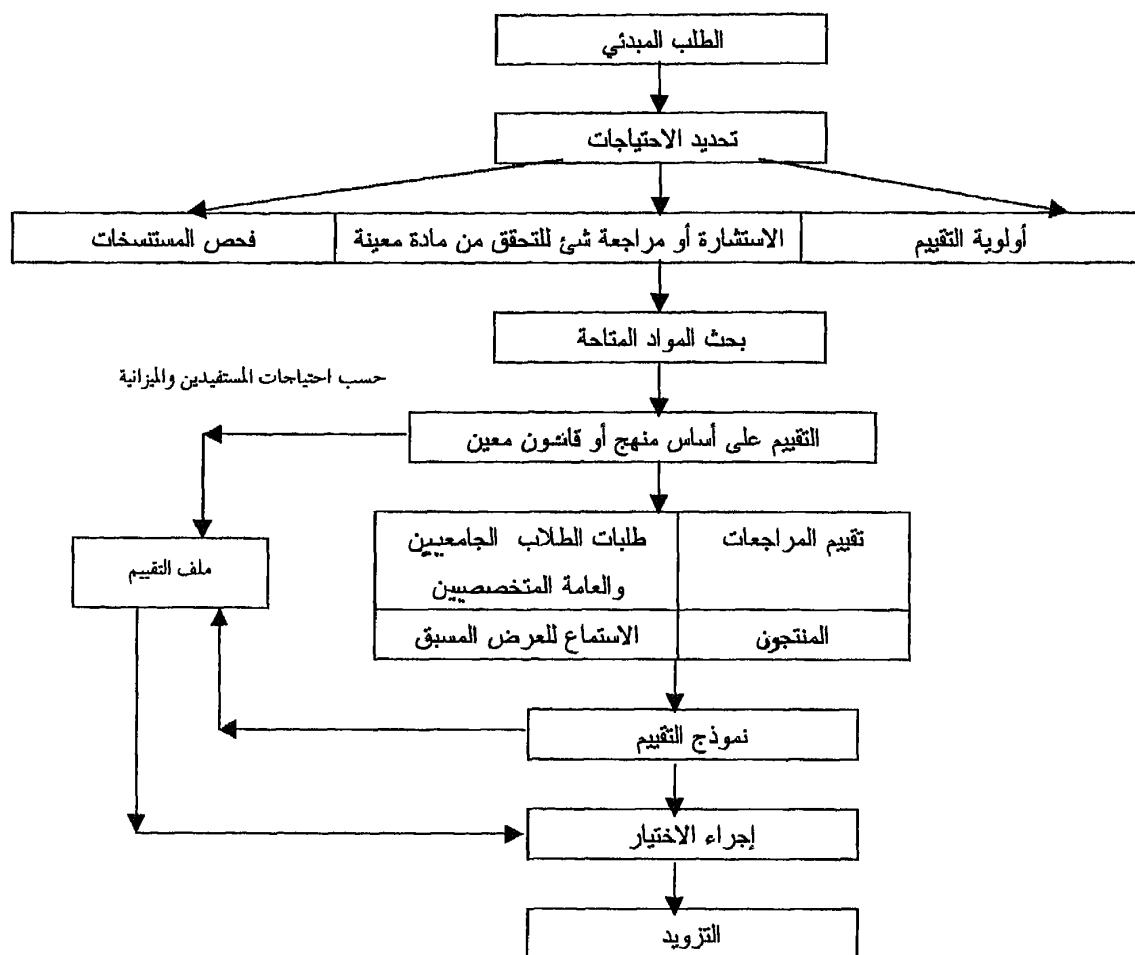 الطلب المبدئي
تحديد الاحتياجات
أولوية التقييم
الاستشارة أو مراجعة شئ للتحقق من مادة معينة
فحص المستنسخات
بحث المواد المتاحة
حسب احتياجات المستفيدين والميزانية
التقييم على أساس منهج أو قانون معين
تقييم المراجعات
طلبات الطلاب الجامعيين
والعامة المتخصصيين
ملف التقييم
المنتجون
الاستماع للعرض المسبق
نموذج التقييم
إجراء الاختيار
التزويد